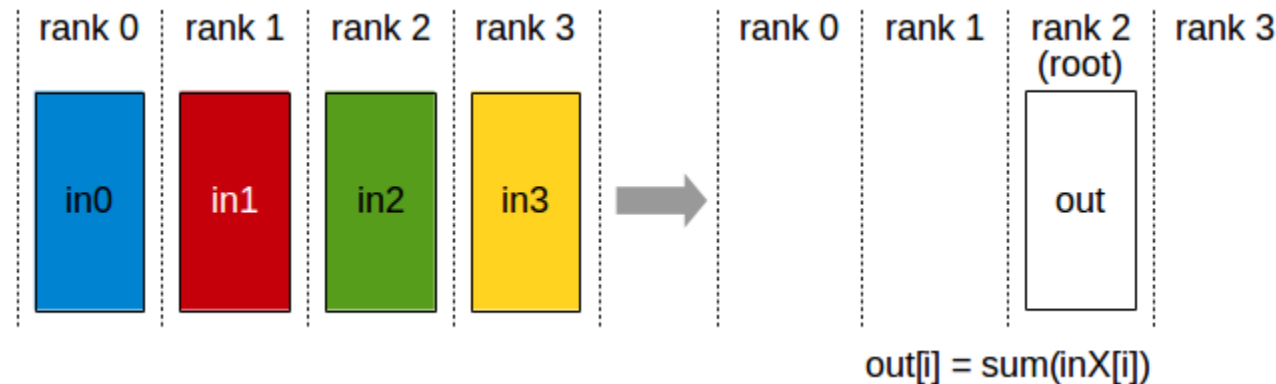 rank 0 rank 1 rank 2 rank 3 rank 0 rank 1 rank 2 rank 3
(root)
in0 in1 in2 in3 out
out[i] = sum(inX[i])